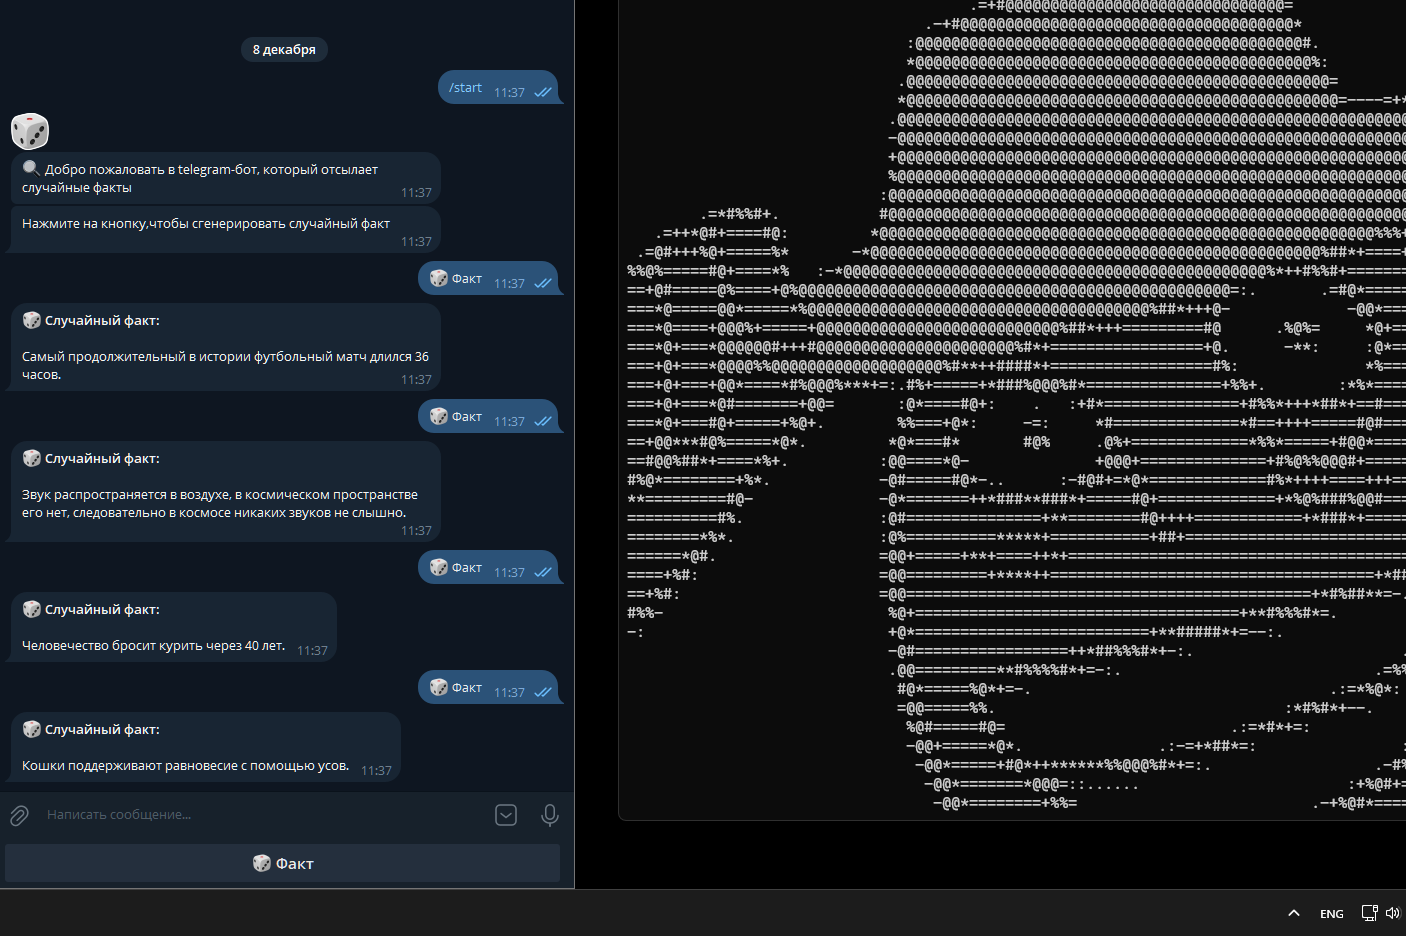 8 декабря
/start 11:37
Добро пожаловать в telegram-бот, который отсылает
случайные факты 11:37
Нажмите на кнопку,чтобы сгенерировать случайный факт
11:37
Факт 11:37
Случайный факт:
Самый продолжительный в истории футбольный матч длился 36
часов. 11:37
Факт 11:37
Случайный факт:
Звук распространяется в воздухе, в космическом пространстве
его нет, следовательно в космосе никаких звуков не слышно.
11:37
Факт 11:37
Случайный факт:
Человечество бросит курить через 40 лет. 11:37
Факт 11:37
Случайный факт:
Кошки поддерживают равновесие с помощью усов. 11:37
Написать сообщение...
Факт
ENG